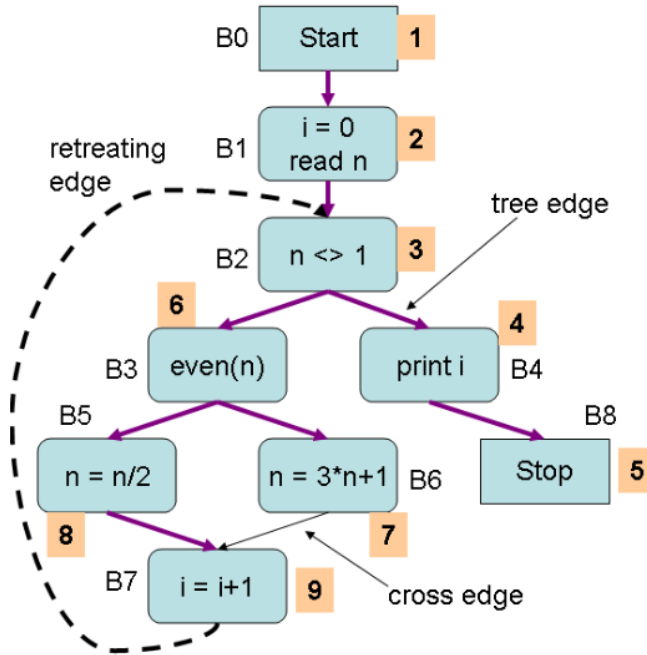 B0
Start
1
B1
i = 0
read n
2
retreating
edge
tree edge
B2
n <> 1
3
6
4
B3
even(n)
print i
B4
B5
B8
n = n/2
n = 3*n+1
B6
Stop
5
8
7
B7
i = i+1
9
cross edge